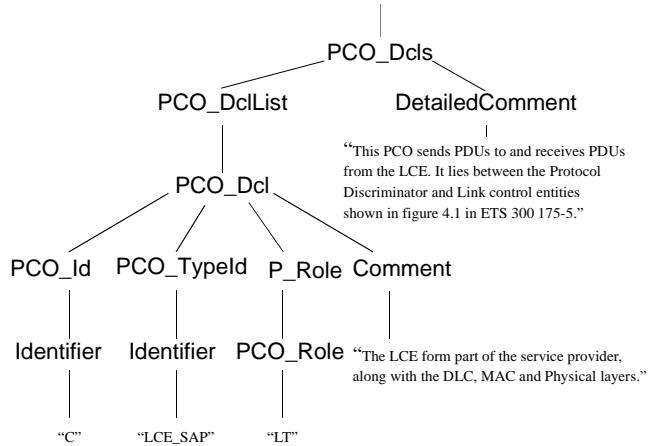 PCO_Dcls
PCO_DclList DetailedComment
“This PCO sends PDUs to and receives PDUs
from the LCE. It lies between the Protocol
Discriminator and Link control entities
shown in figure 4.1 in ETS 300 175-5.”
PCO_Dcl
PCO_Id PCO_TypeId P_Role Comment
Identifier Identifier PCO_Role
“The LCE form part of the service provider,
along with the DLC, MAC and Physical layers.”
“C” “LCE_SAP” “LT”